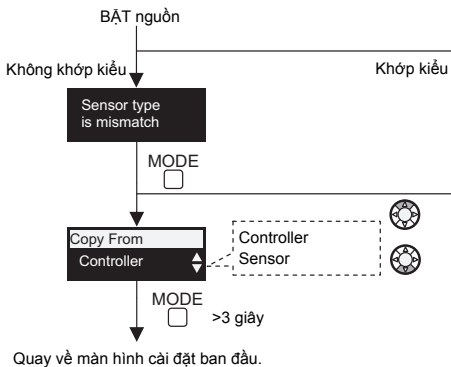 BẬT nguồn
Không khớp kiểu
Khớp kiểu
Sensor type
is mismatch
MODE
Copy From
Controller
Controller
Sensor
MODE
>3 giây
Quay về màn hình cài đặt ban đầu.